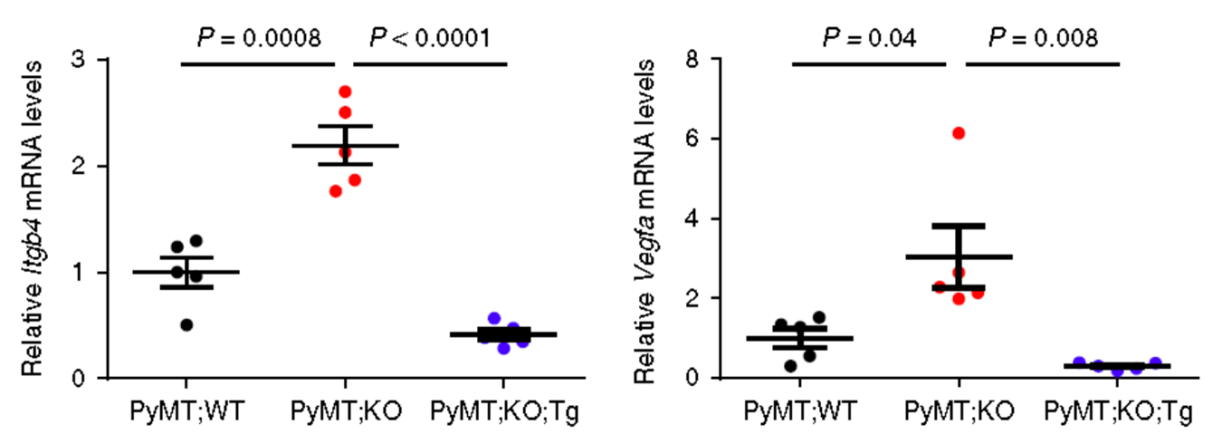 P = 0.0008 P < 0.0001
3
2
1
0
Relative Itgb4 mRNA levels
PyMT;WT PyMT;KO PyMT;KO;Tg
P = 0.04 P = 0.008
8
6
4
2
0
Relative Vegfa mRNA levels
PyMT;WT PyMT;KO PyMT;KO;Tg